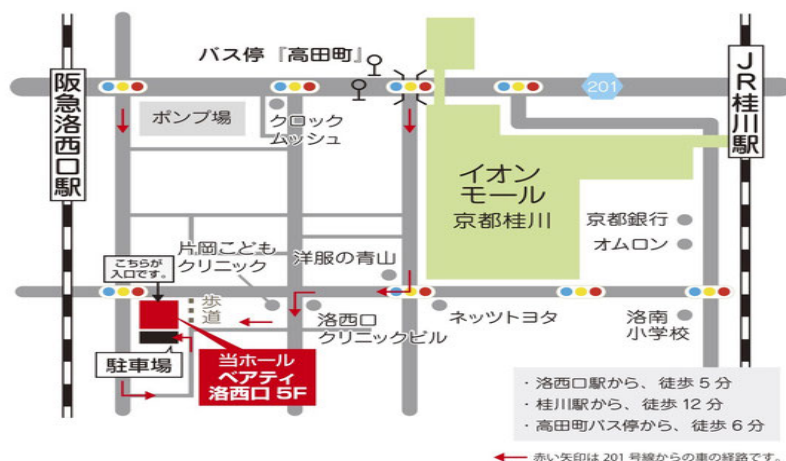 バス停『高田町』
阪急洛西口駅
201
JR桂川駅
ポンプ場
クロック
ムッシュ
イオン
モール
京都桂川
京都銀行
オムロン
片岡こども
クリニック
洋服の青山
こちらが
入口です。
歩道
洛西口
クリニックビル
ネッツトヨタ
洛南
小学校
駐車場
当ホール
ベアティ
洛西口 5F
・洛西口駅から、徒歩 5 分
・桂川駅から、徒歩 12 分
・高田町バス停から、徒歩 6 分
赤い矢印は 201 号線からの車の経路です。